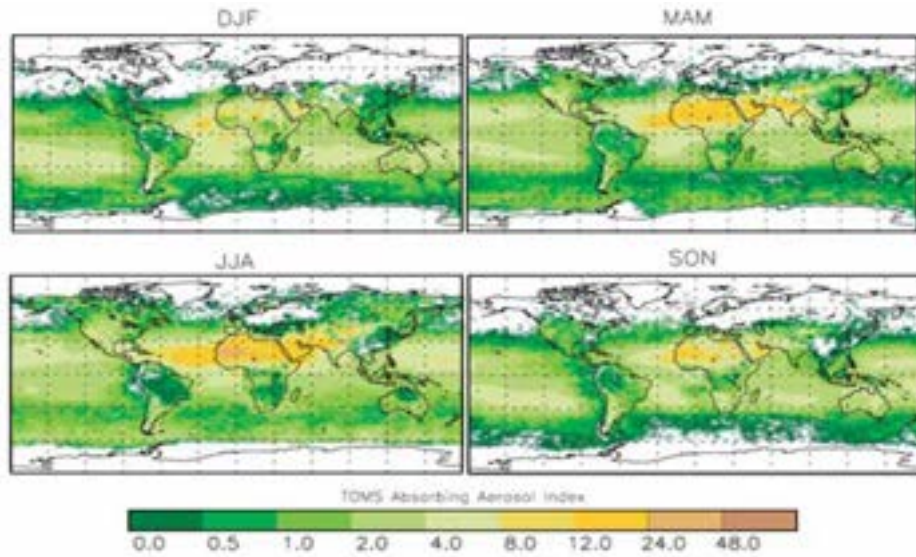 DJF
MAM
JJA
SON
TOMS Absorbing Aerosol Index
0.0 0.5 1.0 2.0 4.0 8.0 12.0 24.0 48.0